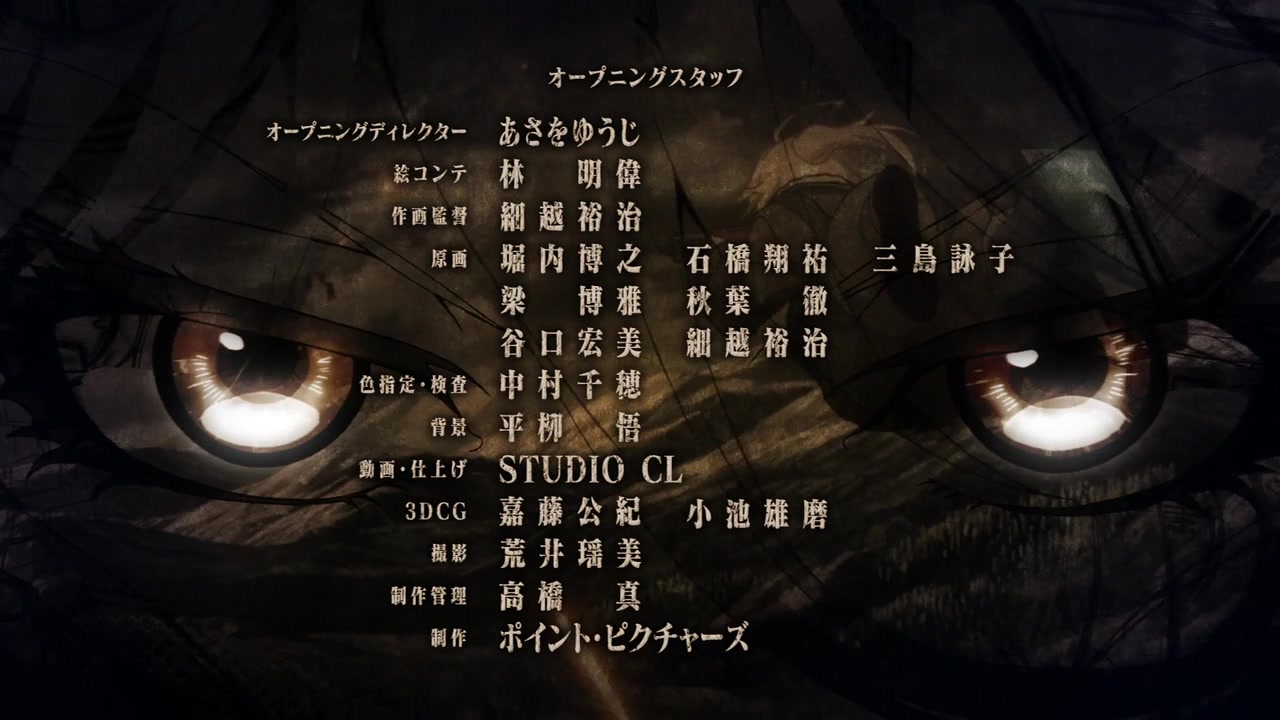 オープニングスタッフ
オープニングディレクター あさをゆうじ
絵コンテ 林 明偉
作画監督 細越裕治
原画 堀内博之 石橋翔祐 三島詠子
梁 博雅 秋葉 徹
谷口宏美 細越裕治
色指定・検査 中村千穂
背景 平柳 悟
動画・仕上げ STUDIO CL
3DCG 嘉藤公紀 小池雄磨
撮影 荒井瑶美
制作管理 高橋 真
制作 ポイント・ピクチャーズ